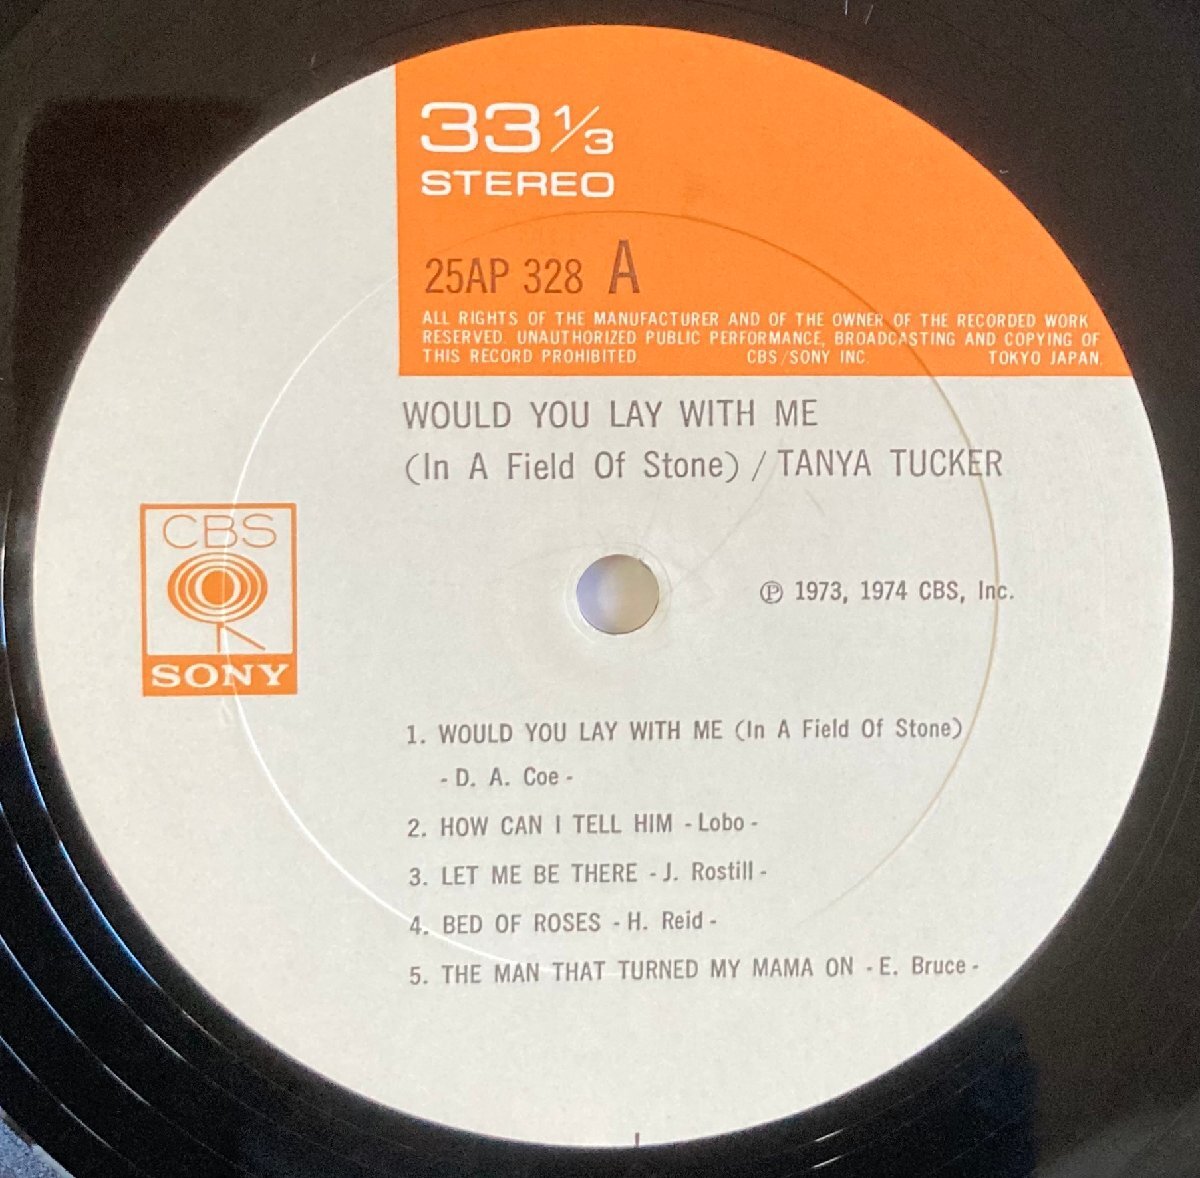 33 1/3
STEREO
25AP 328 A
ALL RIGHTS OF THE MANUFACTURER AND OF THE OWNER OF THE RECORDED WORK
RESERVED. UNAUTHORIZED PUBLIC PERFORMANCE, BROADCASTING AND COPYING OF
THIS RECORD PROHIBITED CBS/SONY INC. TOKYO JAPAN.
WOULD YOU LAY WITH ME
(In A Field Of Stone) / TANYA TUCKER
CBS
SONY
℗ 1973, 1974 CBS, Inc.
1. WOULD YOU LAY WITH ME (In A Field Of Stone)
- D. A. Coe -
2. HOW CAN I TELL HIM - Lobo -
3. LET ME BE THERE - J. Rostill -
4. BED OF ROSES - H. Reid -
5. THE MAN THAT TURNED MY MAMA ON - E. Bruce -